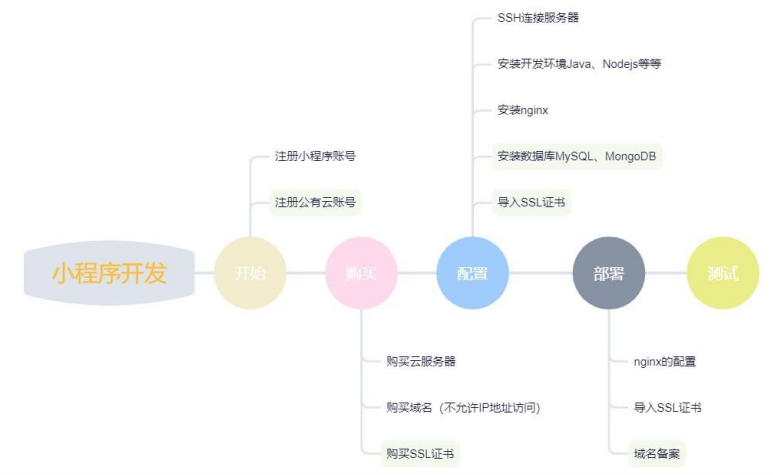 SSH连接服务器
安装开发环境Java、Nodejs等等
安装nginx
注册小程序账号
安装数据库MySQL、MongoDB
注册公有云账号
导入SSL证书
小程序开发
开始
购买
配置
部署
测试
购买云服务器
nginx的配置
购买域名（不允许IP地址访问）
导入SSL证书
购买SSL证书
域名备案